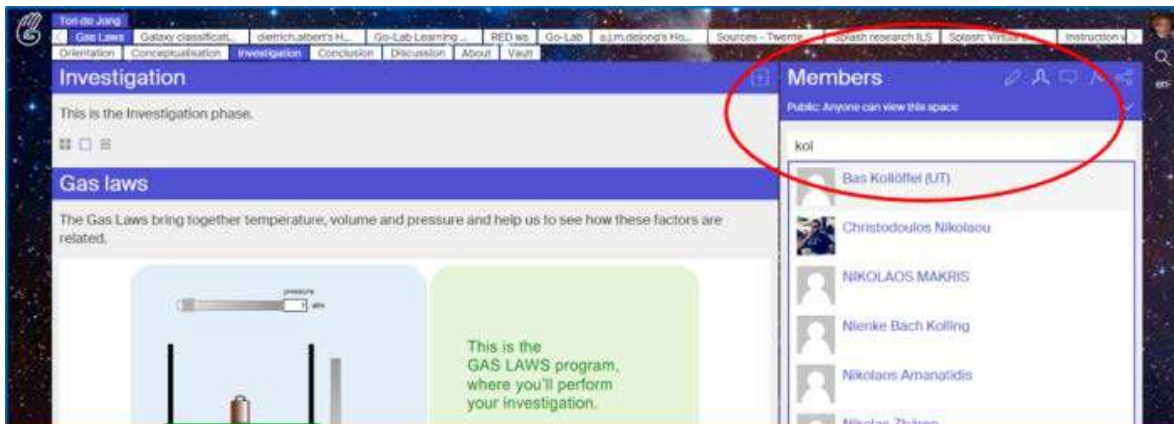 Ton de Jong
Gas Laws Galaxy classificati... dietrich.albert's H... Go-Lab Learning ... RED ws Go-Lab a.j.m.dejong's Ho... Sources - Twente... Splash research ILS Splash: Virtual Instruction
Orientation Conceptualisation Investigation Conclusion Discussion About Vault
Investigation
This is the Investigation phase.
Gas laws
The Gas Laws bring together temperature, volume and pressure and help us to see how these factors are
related.
pressure
1 atm
This is the
GAS LAWS program,
where you'll perform
your investigation.
Members
Public: Anyone can view this space
kol
Bas Kollöffel (UT)
Christodoulos Nikolaou
NIKOLAOS MAKRIS
Nienke Bach Kolling
Nikolaos Amanatidis
en